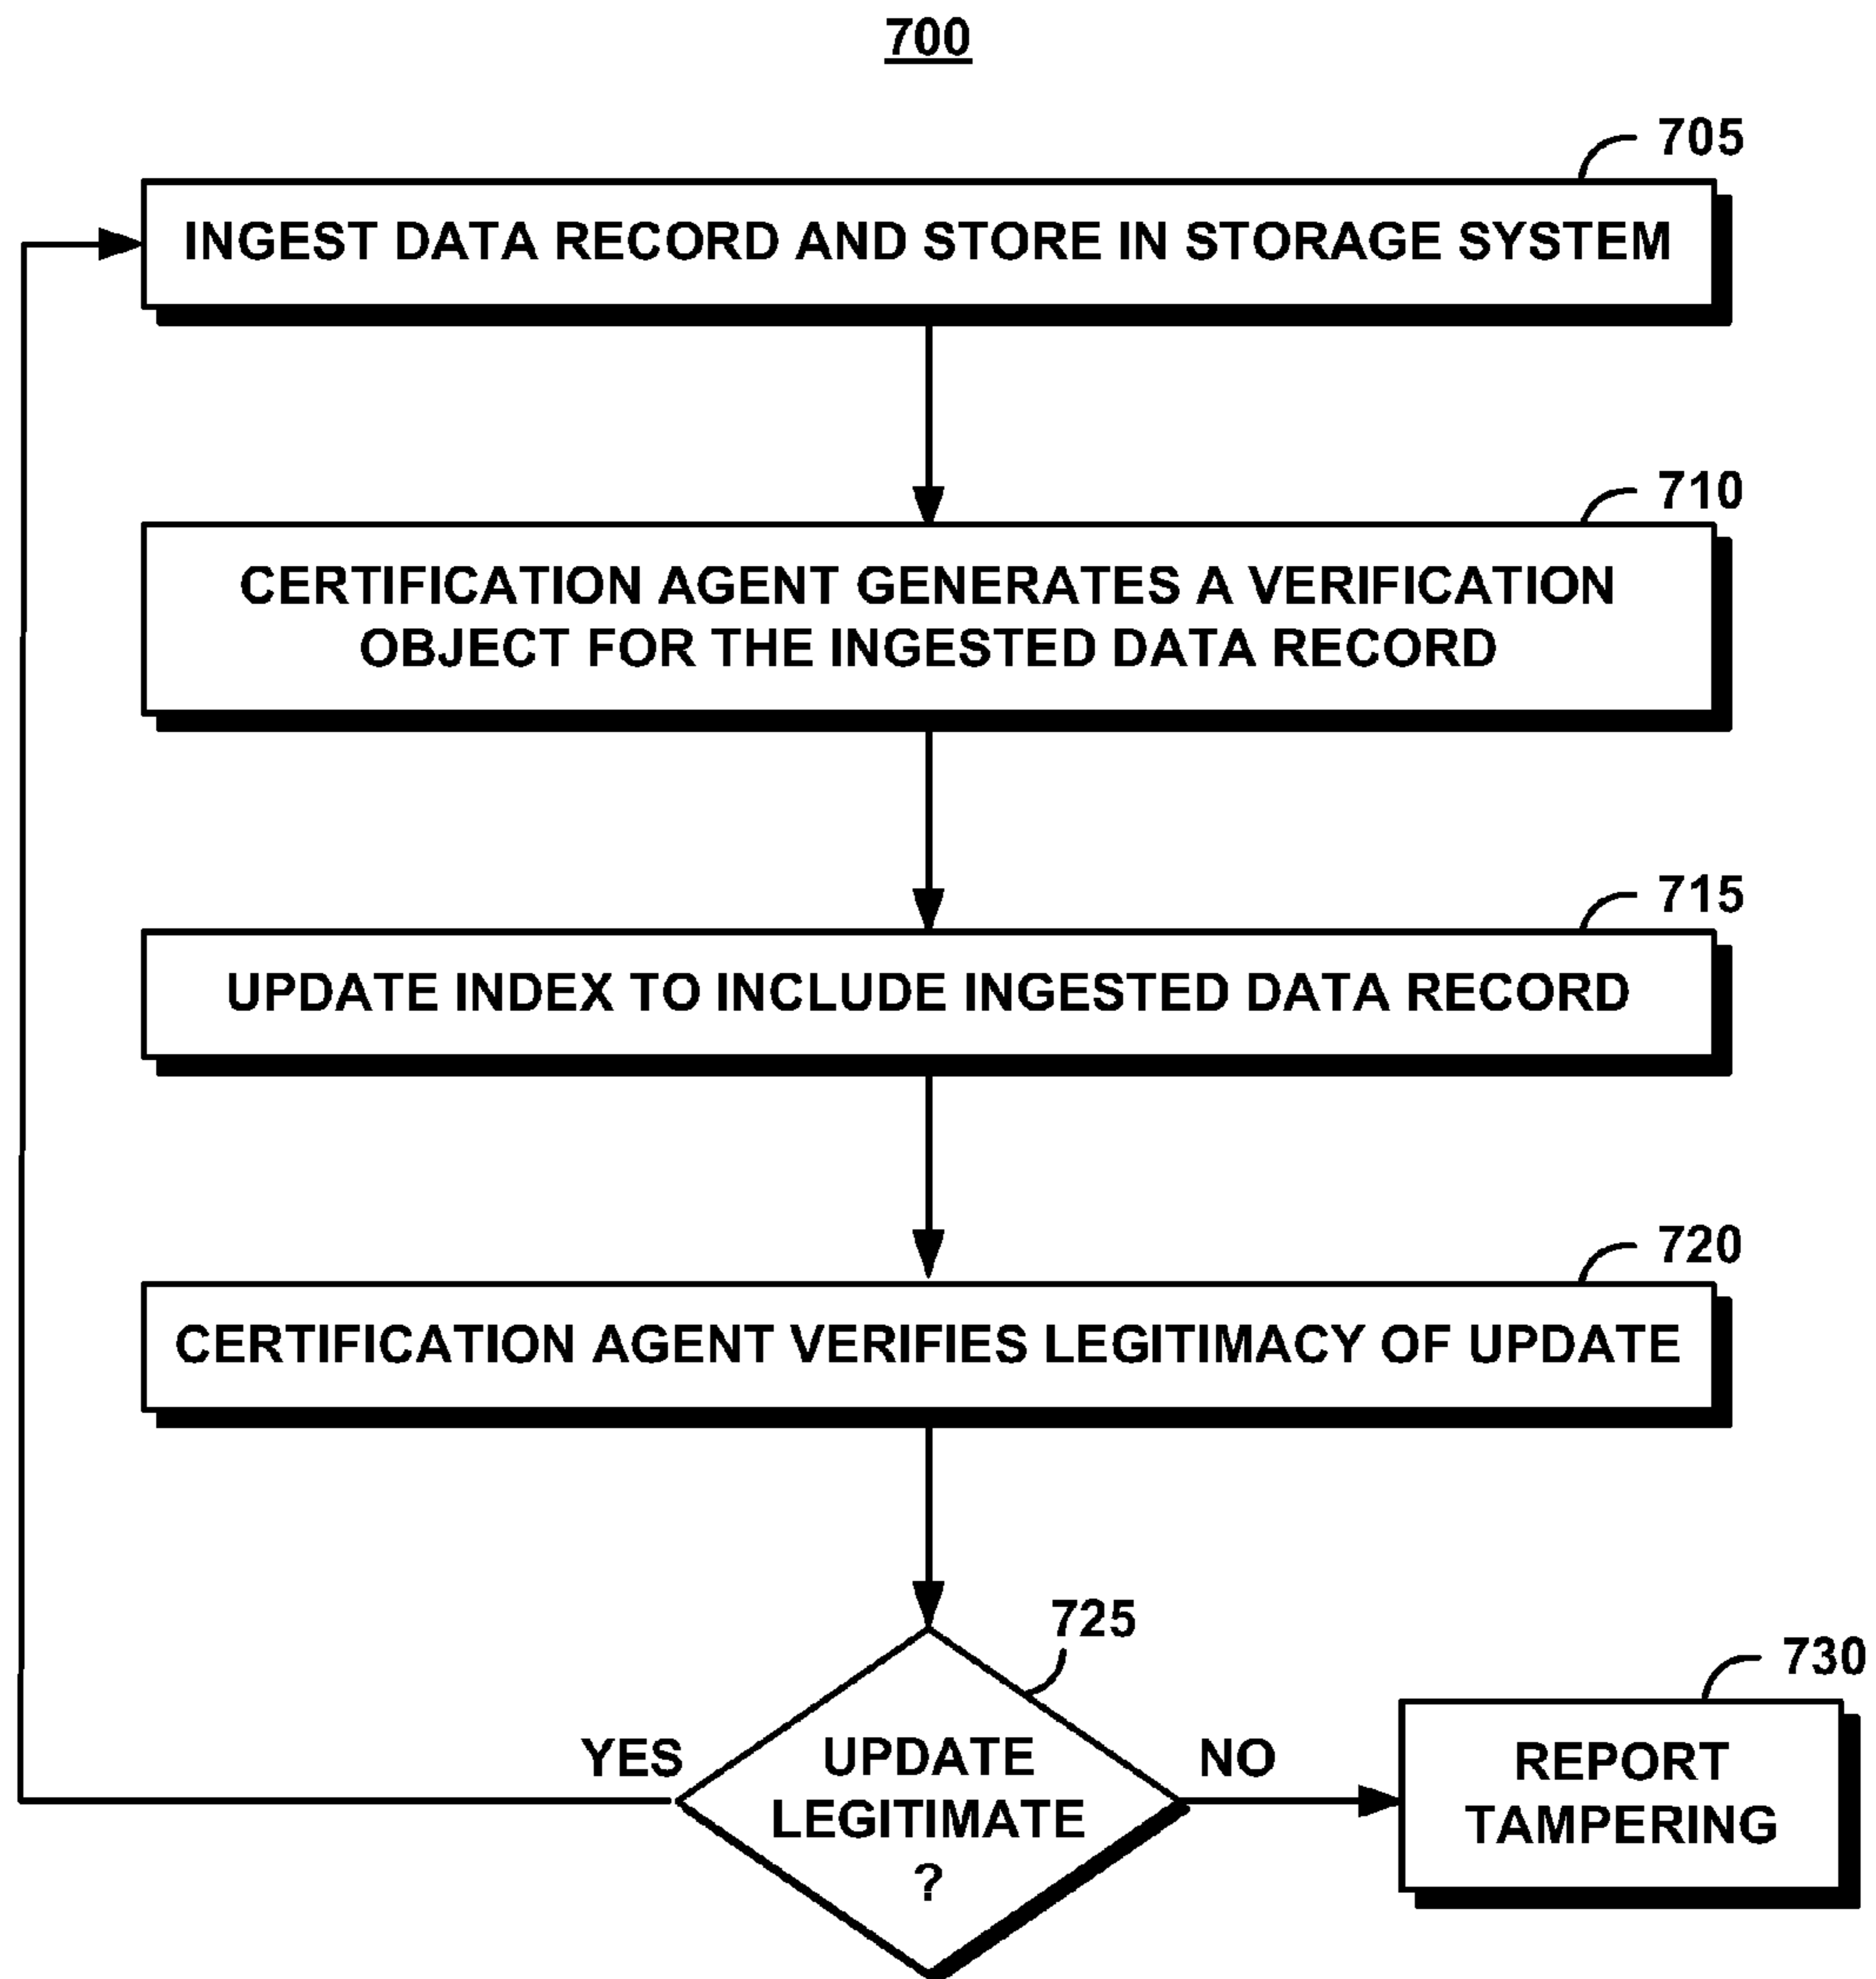 700
705
INGEST DATA RECORD AND STORE IN STORAGE SYSTEM
710
CERTIFICATION AGENT GENERATES A VERIFICATION
OBJECT FOR THE INGESTED DATA RECORD
715
UPDATE INDEX TO INCLUDE INGESTED DATA RECORD
720
CERTIFICATION AGENT VERIFIES LEGITIMACY OF UPDATE
725
UPDATE
LEGITIMATE
?
YES
NO
730
REPORT
TAMPERING